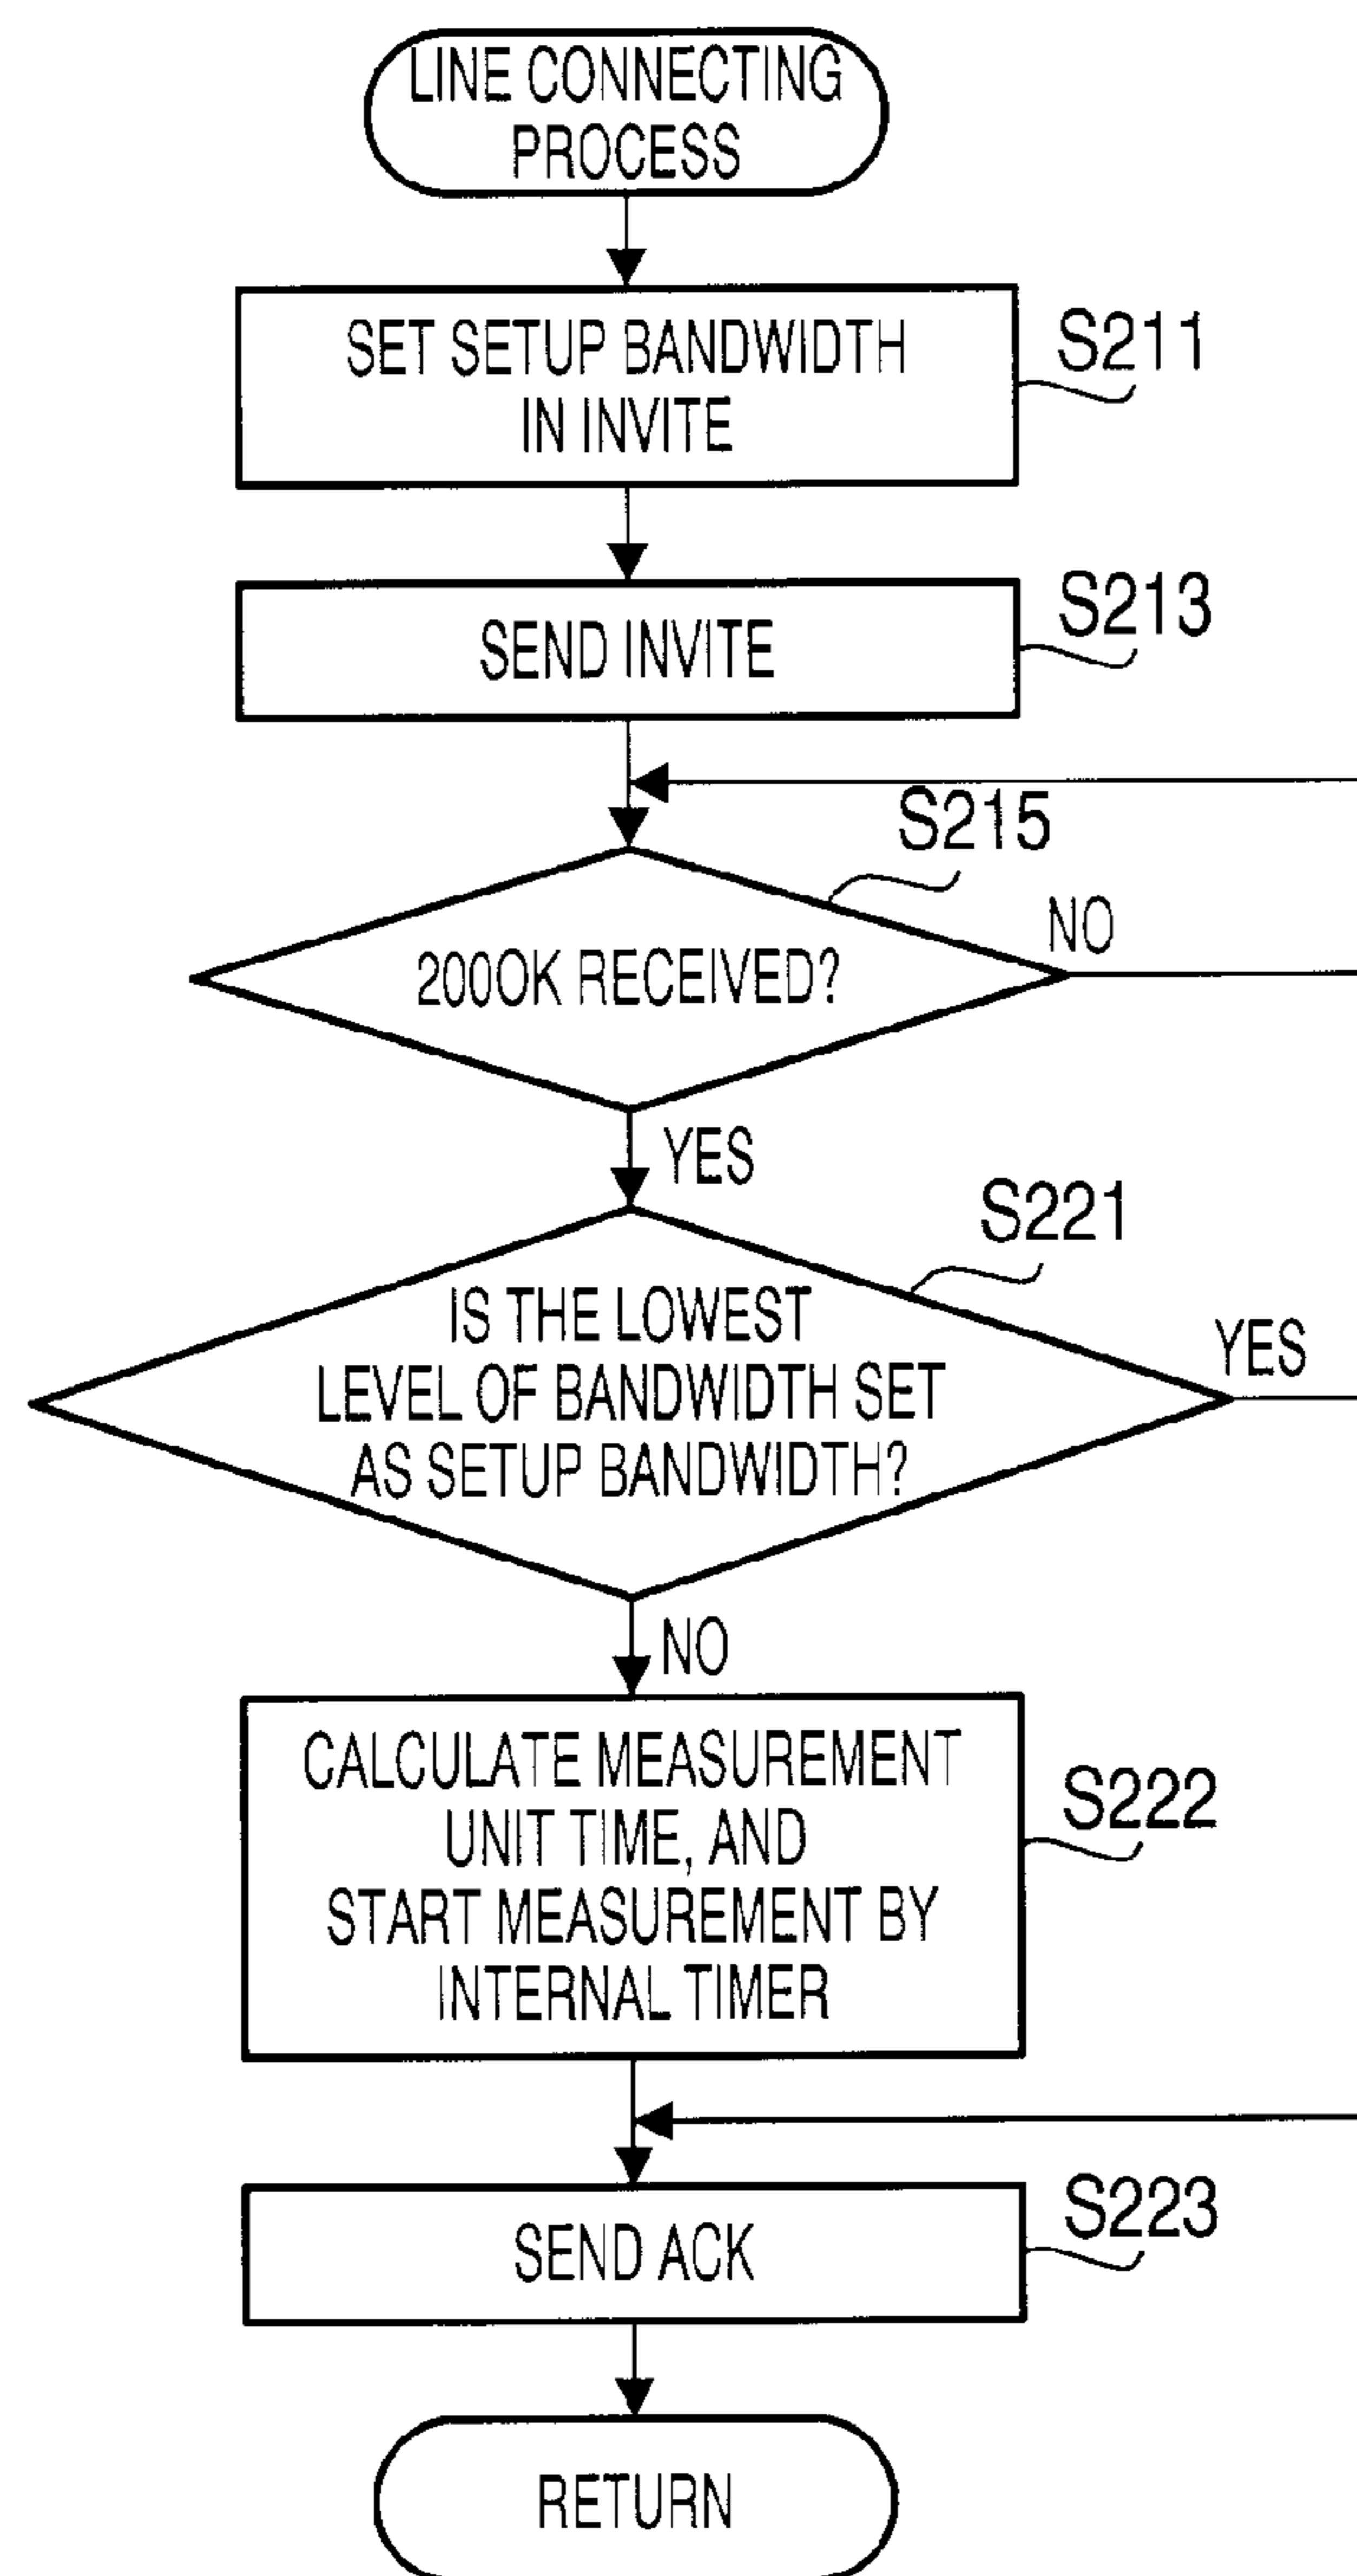 LINE CONNECTING
PROCESS
SET SETUP BANDWIDTH
IN INVITE
S211
SEND INVITE
S213
S215
200OK RECEIVED?
NO
YES
S221
IS THE LOWEST
LEVEL OF BANDWIDTH SET
AS SETUP BANDWIDTH?
YES
NO
CALCULATE MEASUREMENT
UNIT TIME, AND
START MEASUREMENT BY
INTERNAL TIMER
S222
SEND ACK
S223
RETURN